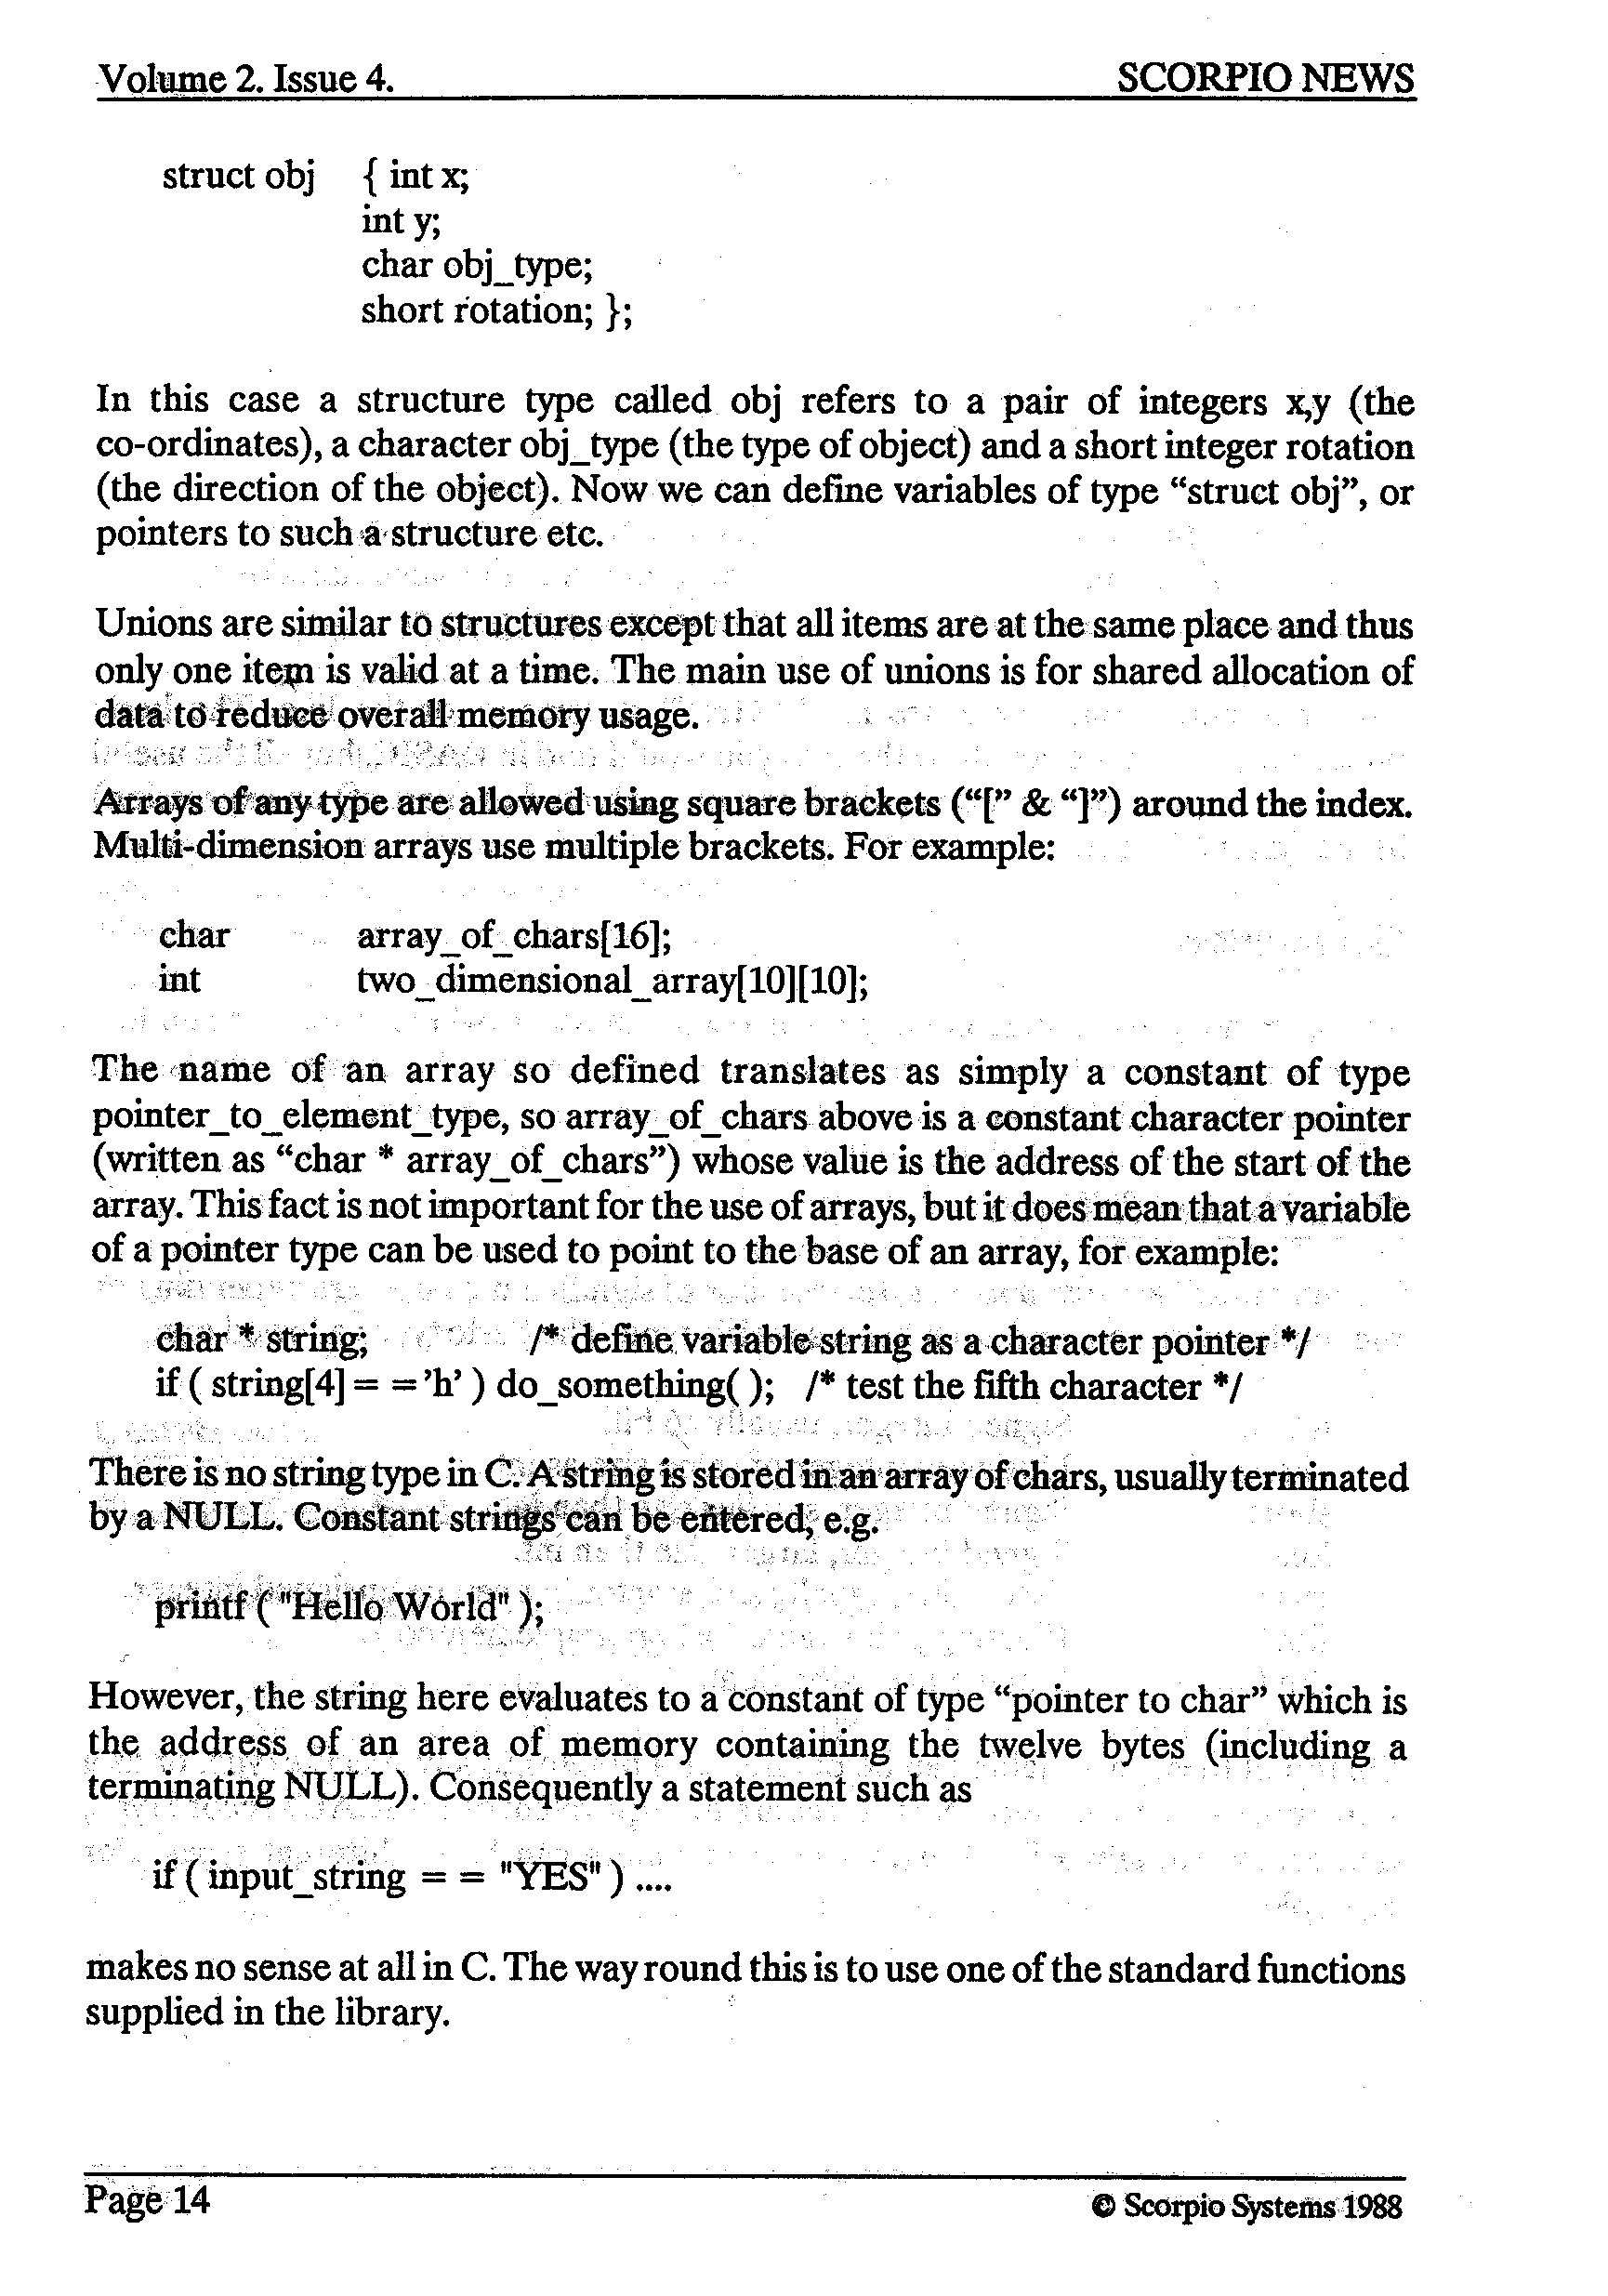 Volume 2. Issue 4. SCORPIO NEWS
struct obj { int x;
int y;
char obj_type;
short rotation; };
In this case a structure type called obj refers to a pair of integers x,y (the
co-ordinates), a character obj_type (the type of object) and a short integer rotation
(the direction of the object). Now we can define variables of type “struct obj”, or
pointers to such a structure etc.
Unions are similar to structures except that all items are at the same place and thus
only one item is valid at a time. The main use of unions is for shared allocation of
data to reduce overall memory usage.
Arrays of any type are allowed using square brackets (“[” & “]”) around the index.
Multi-dimension arrays use multiple brackets. For example:
char array_of_chars[16];
int two_dimensional_array[10][10];
The name of an array so defined translates as simply a constant of type
pointer_to_element_type, so array_of_chars above is a constant character pointer
(written as “char * array_of_chars”) whose value is the address of the start of the
array. This fact is not important for the use of arrays, but it does mean that a variable
of a pointer type can be used to point to the base of an array, for example:
char * string; /* define variable string as a character pointer */
if ( string[4] = = ’h’ ) do_something( ); /* test the fifth character */
There is no string type in C. A string is stored in an array of chars, usually terminated
by a NULL. Constant strings can be entered, e.g.
printf ( "Hello World" );
However, the string here evaluates to a constant of type “pointer to char” which is
the address of an area of memory containing the twelve bytes (including a
terminating NULL). Consequently a statement such as
if ( input_string = = "YES" ) ....
makes no sense at all in C. The way round this is to use one of the standard functions
supplied in the library.
Page 14 © Scorpio Systems 1988